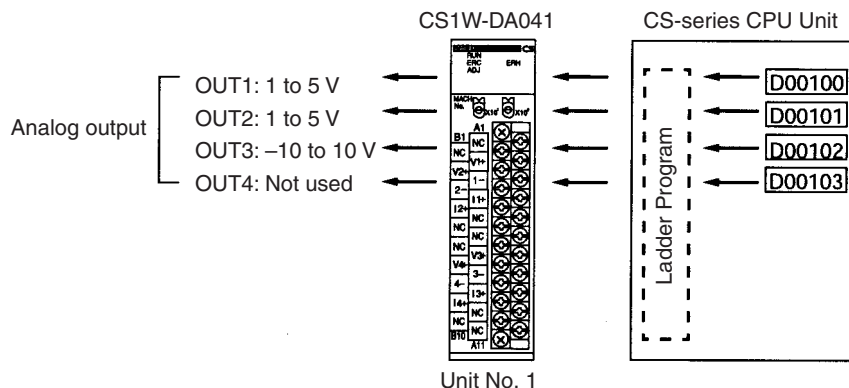 CS1W-DA041
CS-series CPU Unit
RUN
ERC
ADJ
ERH
MACH
No.
x10¹
x10⁰
Analog output
OUT1: 1 to 5 V
OUT2: 1 to 5 V
OUT3: –10 to 10 V
OUT4: Not used
B1
NC
V2+
2–
I2+
NC
NC
V4+
4–
I4+
NC
B10
A1
NC
V1+
1–
I1+
NC
NC
V3+
3–
I3+
NC
NC
A11
Ladder Program
D00100
D00101
D00102
D00103
Unit No. 1